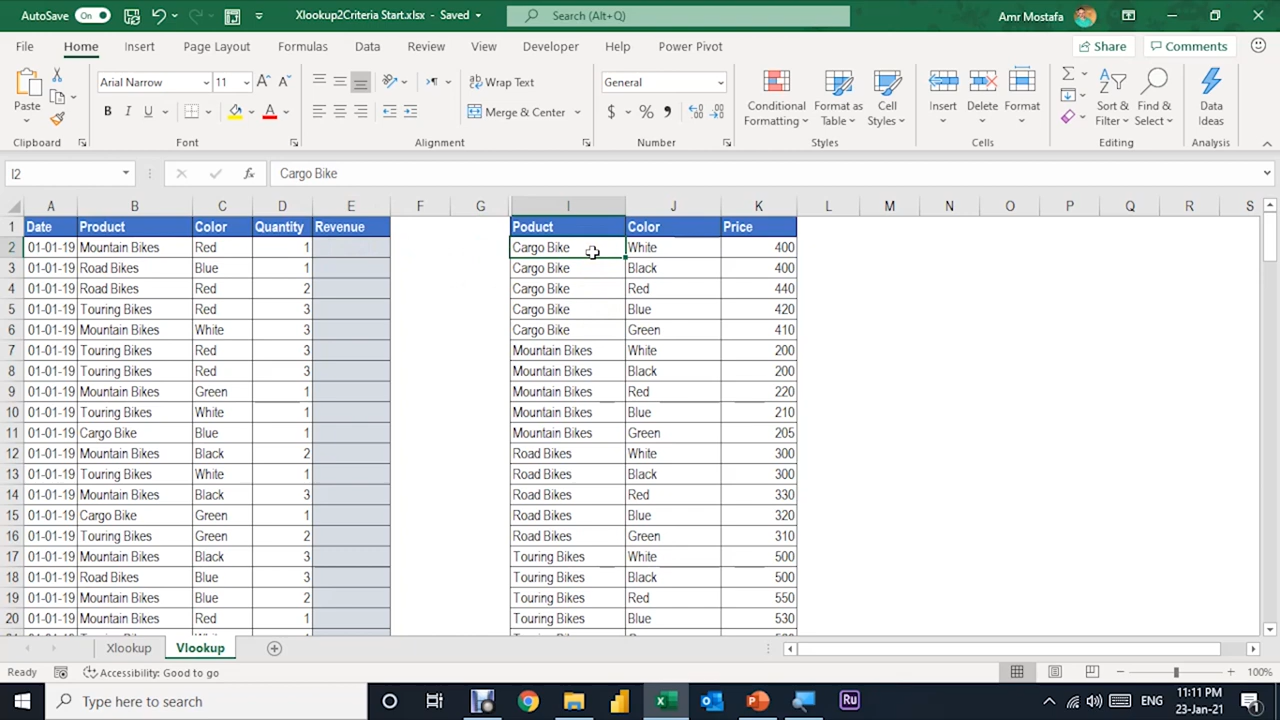 AutoSave On Xlookup2Criteria Start.xlsx - Saved Search (Alt+Q) Amr Mostafa
File Home Insert Page Layout Formulas Data Review View Developer Help Power Pivot Share Comments
Paste Arial Narrow 11 Wrap Text General Conditional Formatting Format as Table Cell Styles Insert Delete Format Sort & Filter Find & Select Data Ideas
B I U A Merge & Center $ % ,
Clipboard Font Alignment Number Styles Cells Editing Analysis
I2 fx Cargo Bike
A B C D E F G I J K L M N O P Q R S
1 Date Product Color Quantity Revenue Poduct Color Price
2 01-01-19 Mountain Bikes Red 1 Cargo Bike White 400
3 01-01-19 Road Bikes Blue 1 Cargo Bike Black 400
4 01-01-19 Road Bikes Red 2 Cargo Bike Red 440
5 01-01-19 Touring Bikes Red 3 Cargo Bike Blue 420
6 01-01-19 Mountain Bikes White 3 Cargo Bike Green 410
7 01-01-19 Touring Bikes Red 3 Mountain Bikes White 200
8 01-01-19 Touring Bikes Red 3 Mountain Bikes Black 200
9 01-01-19 Mountain Bikes Green 1 Mountain Bikes Red 220
10 01-01-19 Touring Bikes White 1 Mountain Bikes Blue 210
11 01-01-19 Cargo Bike Blue 1 Mountain Bikes Green 205
12 01-01-19 Mountain Bikes Black 2 Road Bikes White 300
13 01-01-19 Touring Bikes White 1 Road Bikes Black 300
14 01-01-19 Mountain Bikes Black 3 Road Bikes Red 330
15 01-01-19 Cargo Bike Green 1 Road Bikes Blue 320
16 01-01-19 Touring Bikes Green 2 Road Bikes Green 310
17 01-01-19 Mountain Bikes Black 3 Touring Bikes White 500
18 01-01-19 Road Bikes Blue 3 Touring Bikes Black 500
19 01-01-19 Mountain Bikes Blue 2 Touring Bikes Red 550
20 01-01-19 Mountain Bikes Red 1 Touring Bikes Blue 530
Xlookup Vlookup
Ready Accessibility: Good to go 100%
Type here to search Ru ENG 11:11 PM
23-Jan-21 1